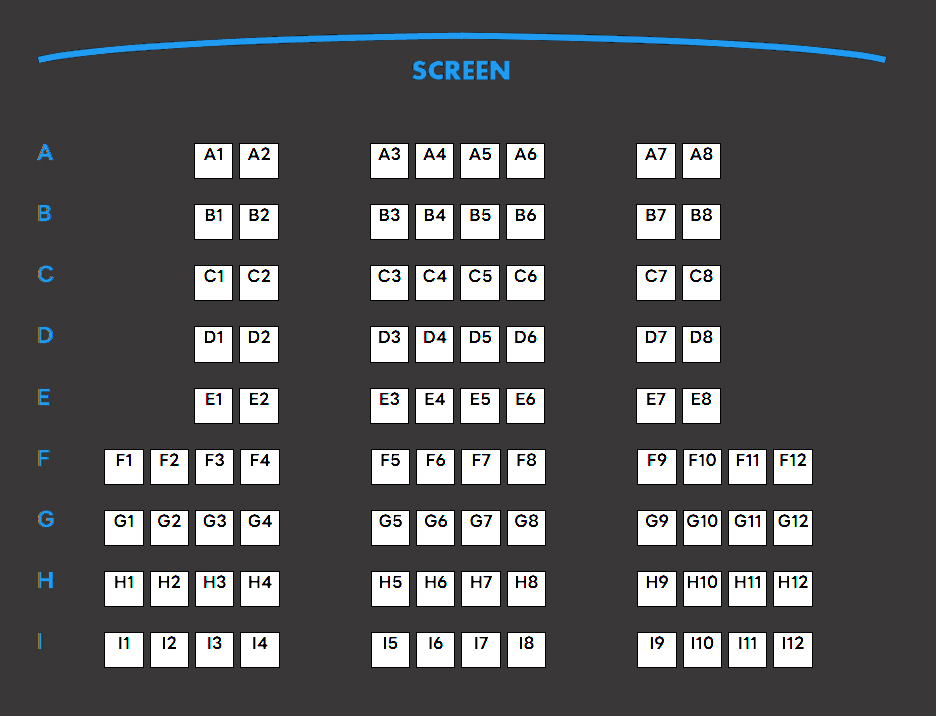 SCREEN
A A1 A2 A3 A4 A5 A6 A7 A8
B B1 B2 B3 B4 B5 B6 B7 B8
C C1 C2 C3 C4 C5 C6 C7 C8
D D1 D2 D3 D4 D5 D6 D7 D8
E E1 E2 E3 E4 E5 E6 E7 E8
F F1 F2 F3 F4 F5 F6 F7 F8 F9 F10 F11 F12
G G1 G2 G3 G4 G5 G6 G7 G8 G9 G10 G11 G12
H H1 H2 H3 H4 H5 H6 H7 H8 H9 H10 H11 H12
I I1 I2 I3 I4 I5 I6 I7 I8 I9 I10 I11 I12